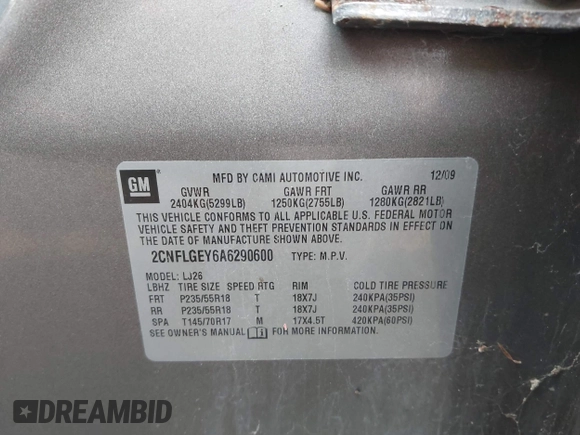 GM
MFD BY CAMI AUTOMOTIVE INC. 12/09
GVWR GAWR FRT GAWR RR
2404KG(5299LB) 1250KG(2755LB) 1280KG(2821LB)
THIS VEHICLE CONFORMS TO ALL APPLICABLE U.S. FEDERAL MOTOR
VEHICLE SAFETY AND THEFT PREVENTION STANDARDS IN EFFECT ON
THE DATE OF MANUFACTURE SHOWN ABOVE.
2CNFLGEY6A6290600 TYPE: M.P.V.
MODEL: LJ26
LBHZ TIRE SIZE SPEED RTG RIM COLD TIRE PRESSURE
FRT P235/55R18 T 18X7J 240KPA(35PSI)
RR P235/55R18 T 18X7J 240KPA(35PSI)
SPA T145/70R17 M 17X4.5T 420KPA(60PSI)
SEE OWNER'S MANUAL FOR MORE INFORMATION.
DREAMBID